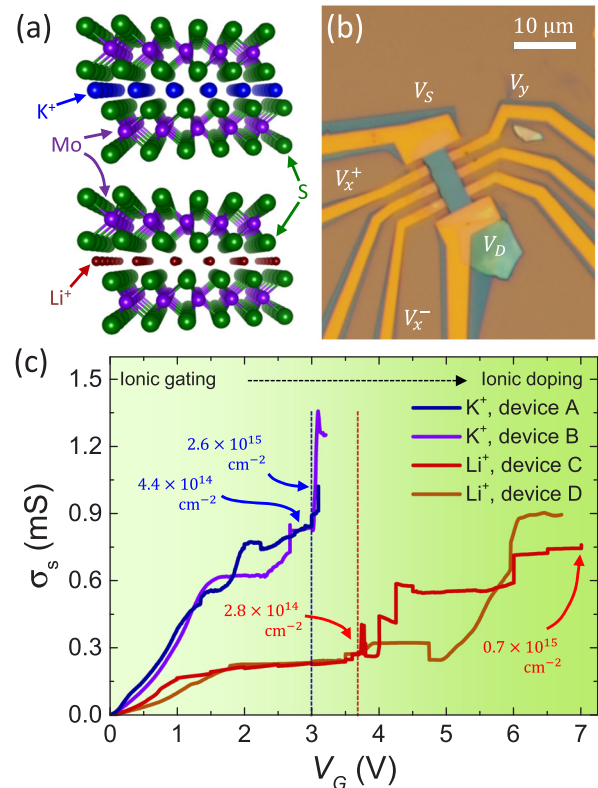 (a)
K⁺
Mo
S
Li⁺
(b)
10 μm
V_S
V_y
V_x⁺
V_D
V_x⁻
(c)
Ionic gating
Ionic doping
K⁺, device A
K⁺, device B
Li⁺, device C
Li⁺, device D
2.6 × 10¹⁵
cm⁻²
4.4 × 10¹⁴
cm⁻²
2.8 × 10¹⁴
cm⁻²
0.7 × 10¹⁵
cm⁻²
σ_s (mS)
1.5
1.2
0.9
0.6
0.3
0.0
0 1 2 3 4 5 6 7
V_G (V)